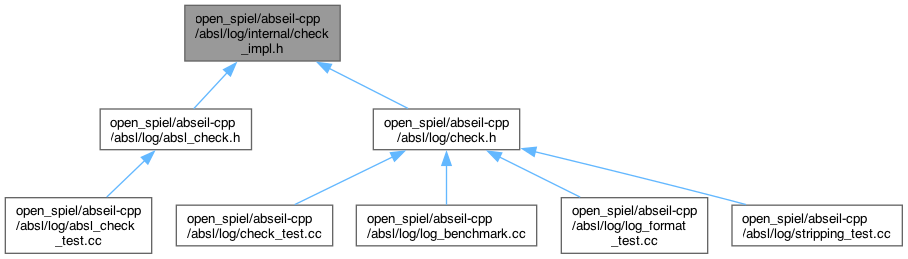 open_spiel/abseil-cpp
/absl/log/internal/check
_impl.h
open_spiel/abseil-cpp
/absl/log/absl_check.h
open_spiel/abseil-cpp
/absl/log/check.h
open_spiel/abseil-cpp
/absl/log/absl_check
_test.cc
open_spiel/abseil-cpp
/absl/log/check_test.cc
open_spiel/abseil-cpp
/absl/log/log_benchmark.cc
open_spiel/abseil-cpp
/absl/log/log_format
_test.cc
open_spiel/abseil-cpp
/absl/log/stripping_test.cc